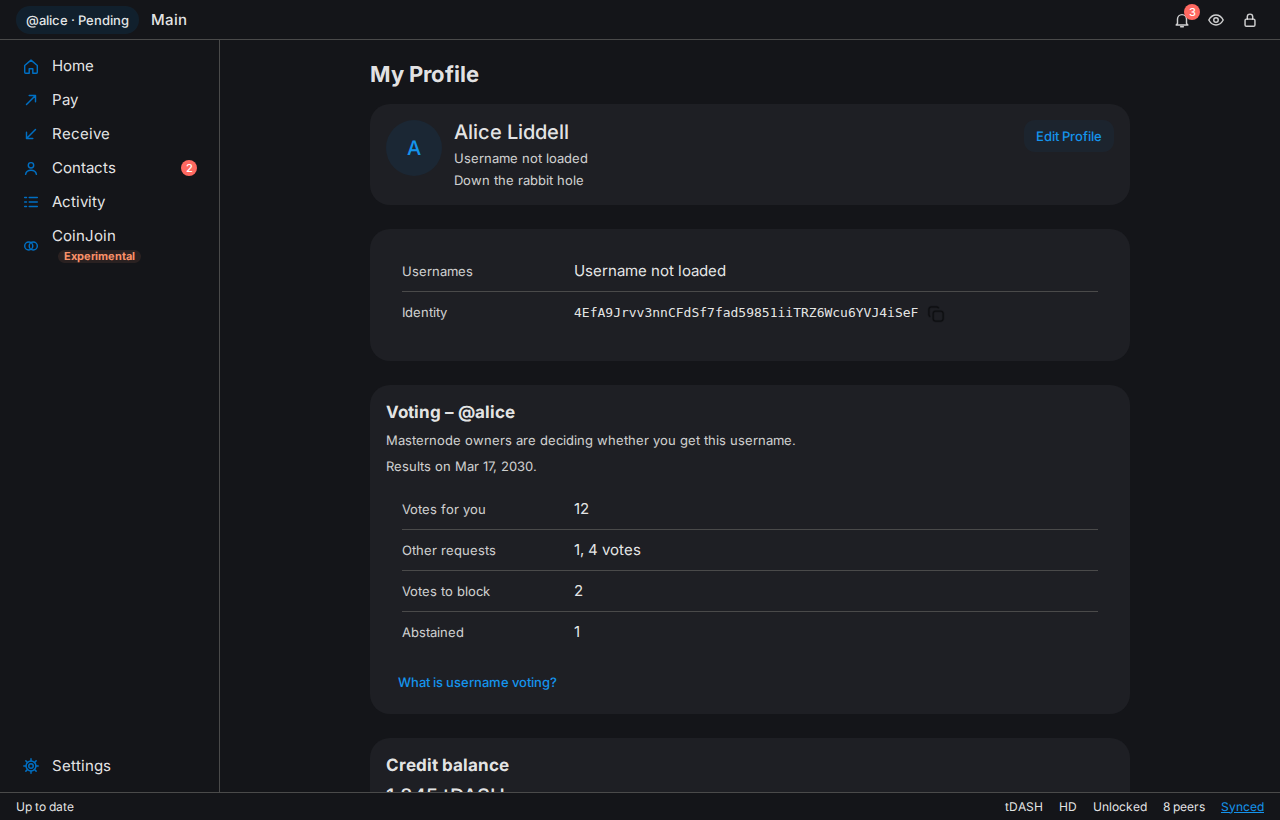 @alice · Pending
Main
3
Home
Pay
Receive
Contacts
2
Activity
CoinJoin
Experimental
Settings
My Profile
A
Alice Liddell
Username not loaded
Down the rabbit hole
Edit Profile
Usernames
Username not loaded
Identity
4EfA9Jrvv3nnCFdSf7fad59851iiTRZ6Wcu6YVJ4iSeF
Voting – @alice
Masternode owners are deciding whether you get this username.
Results on Mar 17, 2030.
Votes for you
12
Other requests
1, 4 votes
Votes to block
2
Abstained
1
What is username voting?
Credit balance
Up to date
tDASH
HD
Unlocked
8 peers
Synced